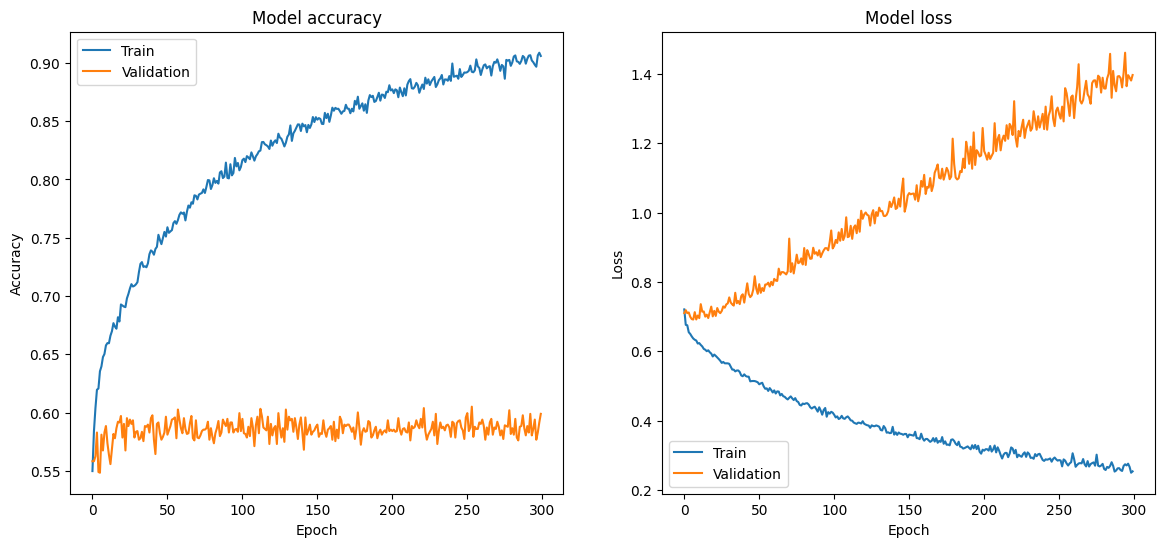 Model accuracy
Train
Validation
0.90
0.85
0.80
0.75
0.70
0.65
0.60
0.55
Accuracy
0 50 100 150 200 250 300
Epoch
Model loss
1.4
1.2
1.0
0.8
0.6
0.4
0.2
Loss
Train
Validation
0 50 100 150 200 250 300
Epoch